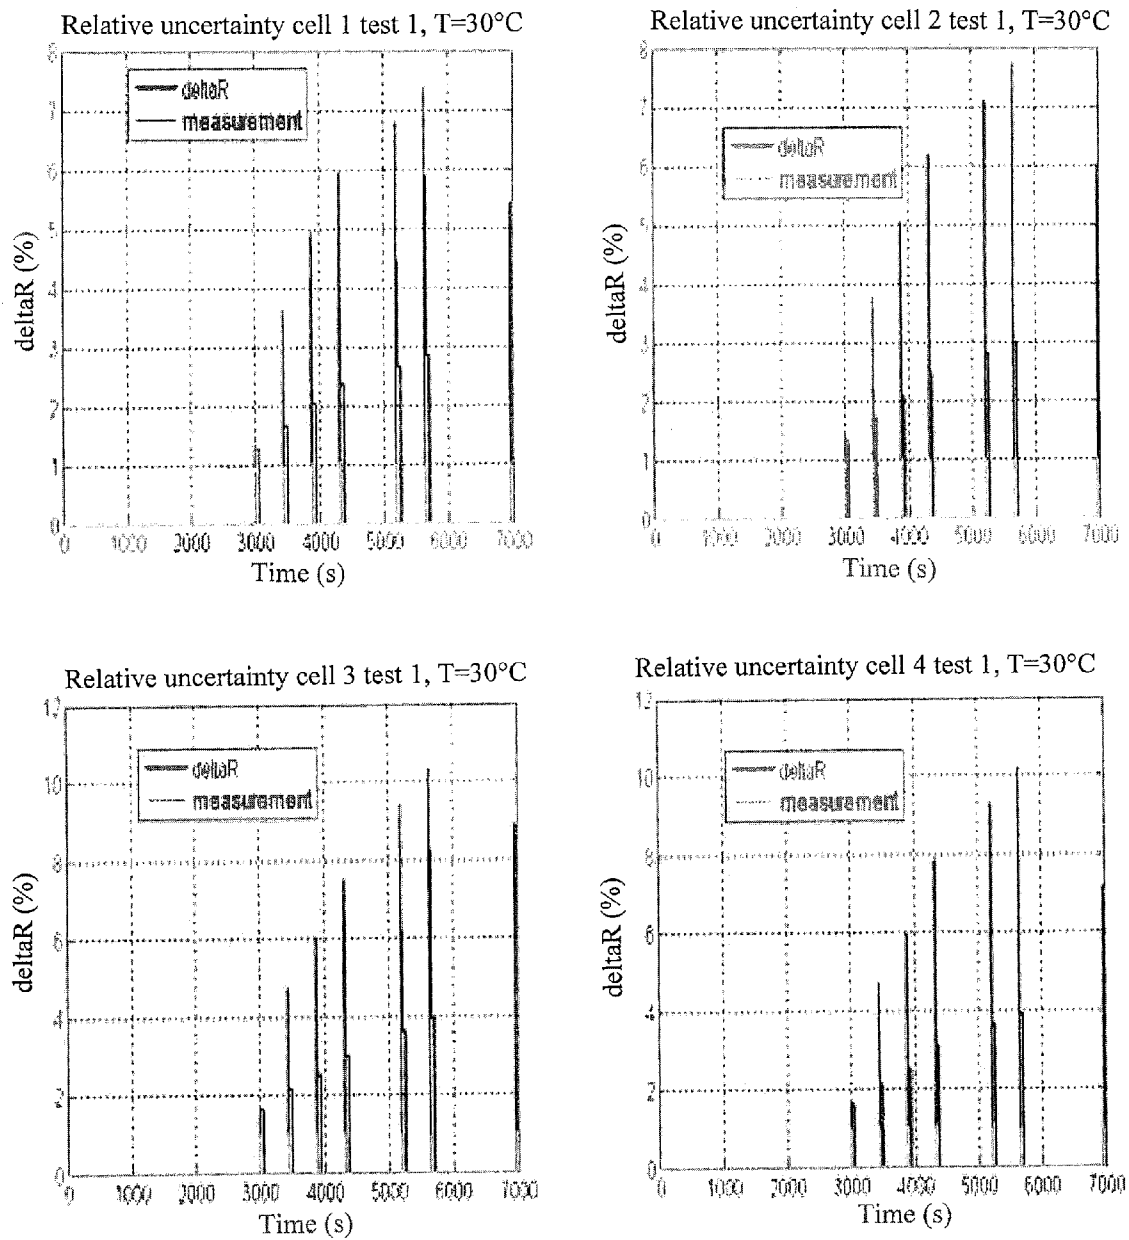 Relative uncertainty cell 1 test 1, T=30°C
8
7
6
5
4
3
2
1
0
deltaR (%)
deltaR
measurement
0 1000 2000 3000 4000 5000 6000 7000
Time (s)
Relative uncertainty cell 2 test 1, T=30°C
8
7
6
5
4
3
2
1
0
deltaR (%)
deltaR
measurement
0 1000 2000 3000 4000 5000 6000 7000
Time (s)
Relative uncertainty cell 3 test 1, T=30°C
12
10
8
6
4
2
0
deltaR (%)
deltaR
measurement
0 1000 2000 3000 4000 5000 6000 7000
Time (s)
Relative uncertainty cell 4 test 1, T=30°C
12
10
8
6
4
2
0
deltaR (%)
deltaR
measurement
0 1000 2000 3000 4000 5000 6000 7000
Time (s)